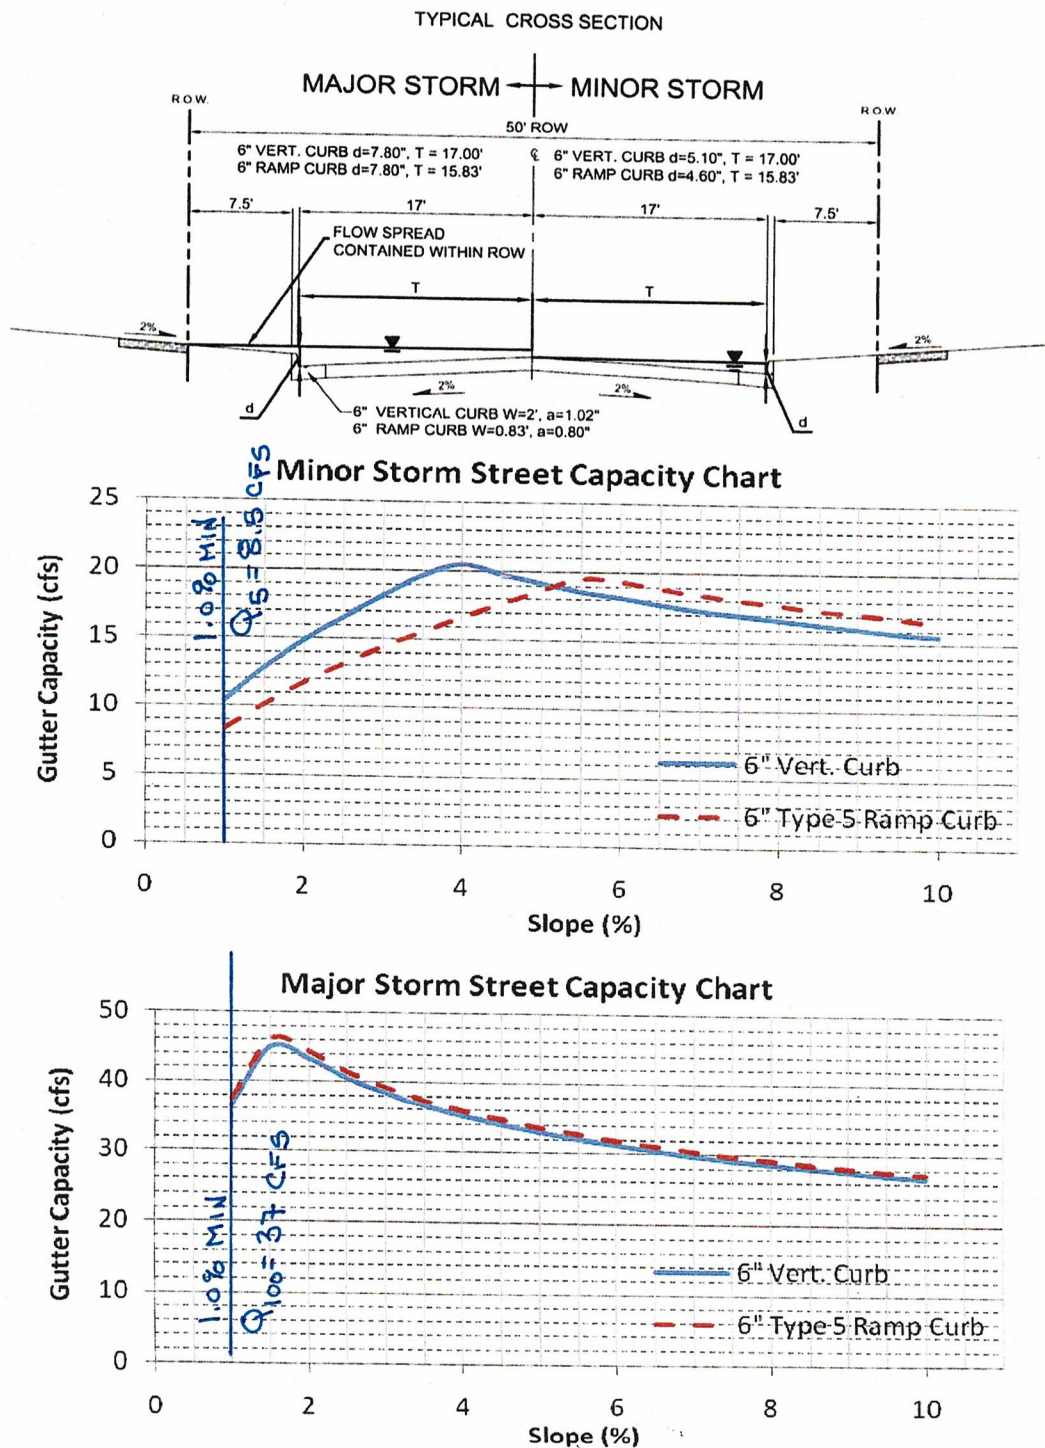 TYPICAL CROSS SECTION
MAJOR STORM
MINOR STORM
R.O.W.
R.O.W.
50' ROW
6" VERT. CURB d=7.80", T = 17.00'
6" RAMP CURB d=7.80", T = 15.83'
℄
6" VERT. CURB d=5.10", T = 17.00'
6" RAMP CURB d=4.60", T = 15.83'
7.5'
17'
17'
7.5'
FLOW SPREAD
CONTAINED WITHIN ROW
T
T
2%
2%
2%
2%
d
d
6" VERTICAL CURB W=2', a=1.02"
6" RAMP CURB W=0.83', a=0.80"
Minor Storm Street Capacity Chart
Gutter Capacity (cfs)
25
20
15
10
5
0
1.0% MIN
Q5 = 8.5 CFS
6" Vert. Curb
6" Type 5 Ramp Curb
0
2
4
6
8
10
Slope (%)
Major Storm Street Capacity Chart
Gutter Capacity (cfs)
50
40
30
20
10
0
1.0% MIN
Q100 = 37 CFS
6" Vert. Curb
6" Type 5 Ramp Curb
0
2
4
6
8
10
Slope (%)